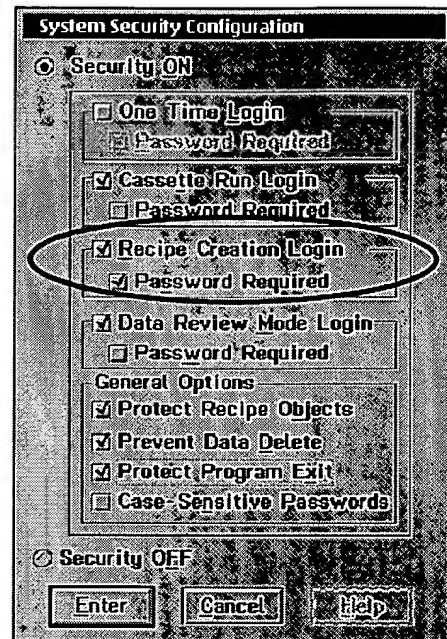 System Security Configuration
Security ON
One Time Login
Password Required
Cassette Run Login
Password Required
Recipe Creation Login
Password Required
Data Review Mode Login
Password Required
General Options
Protect Recipe Objects
Prevent Data Delete
Protect Program Exit
Case-Sensitive Passwords
Security OFF
Enter
Cancel
Help